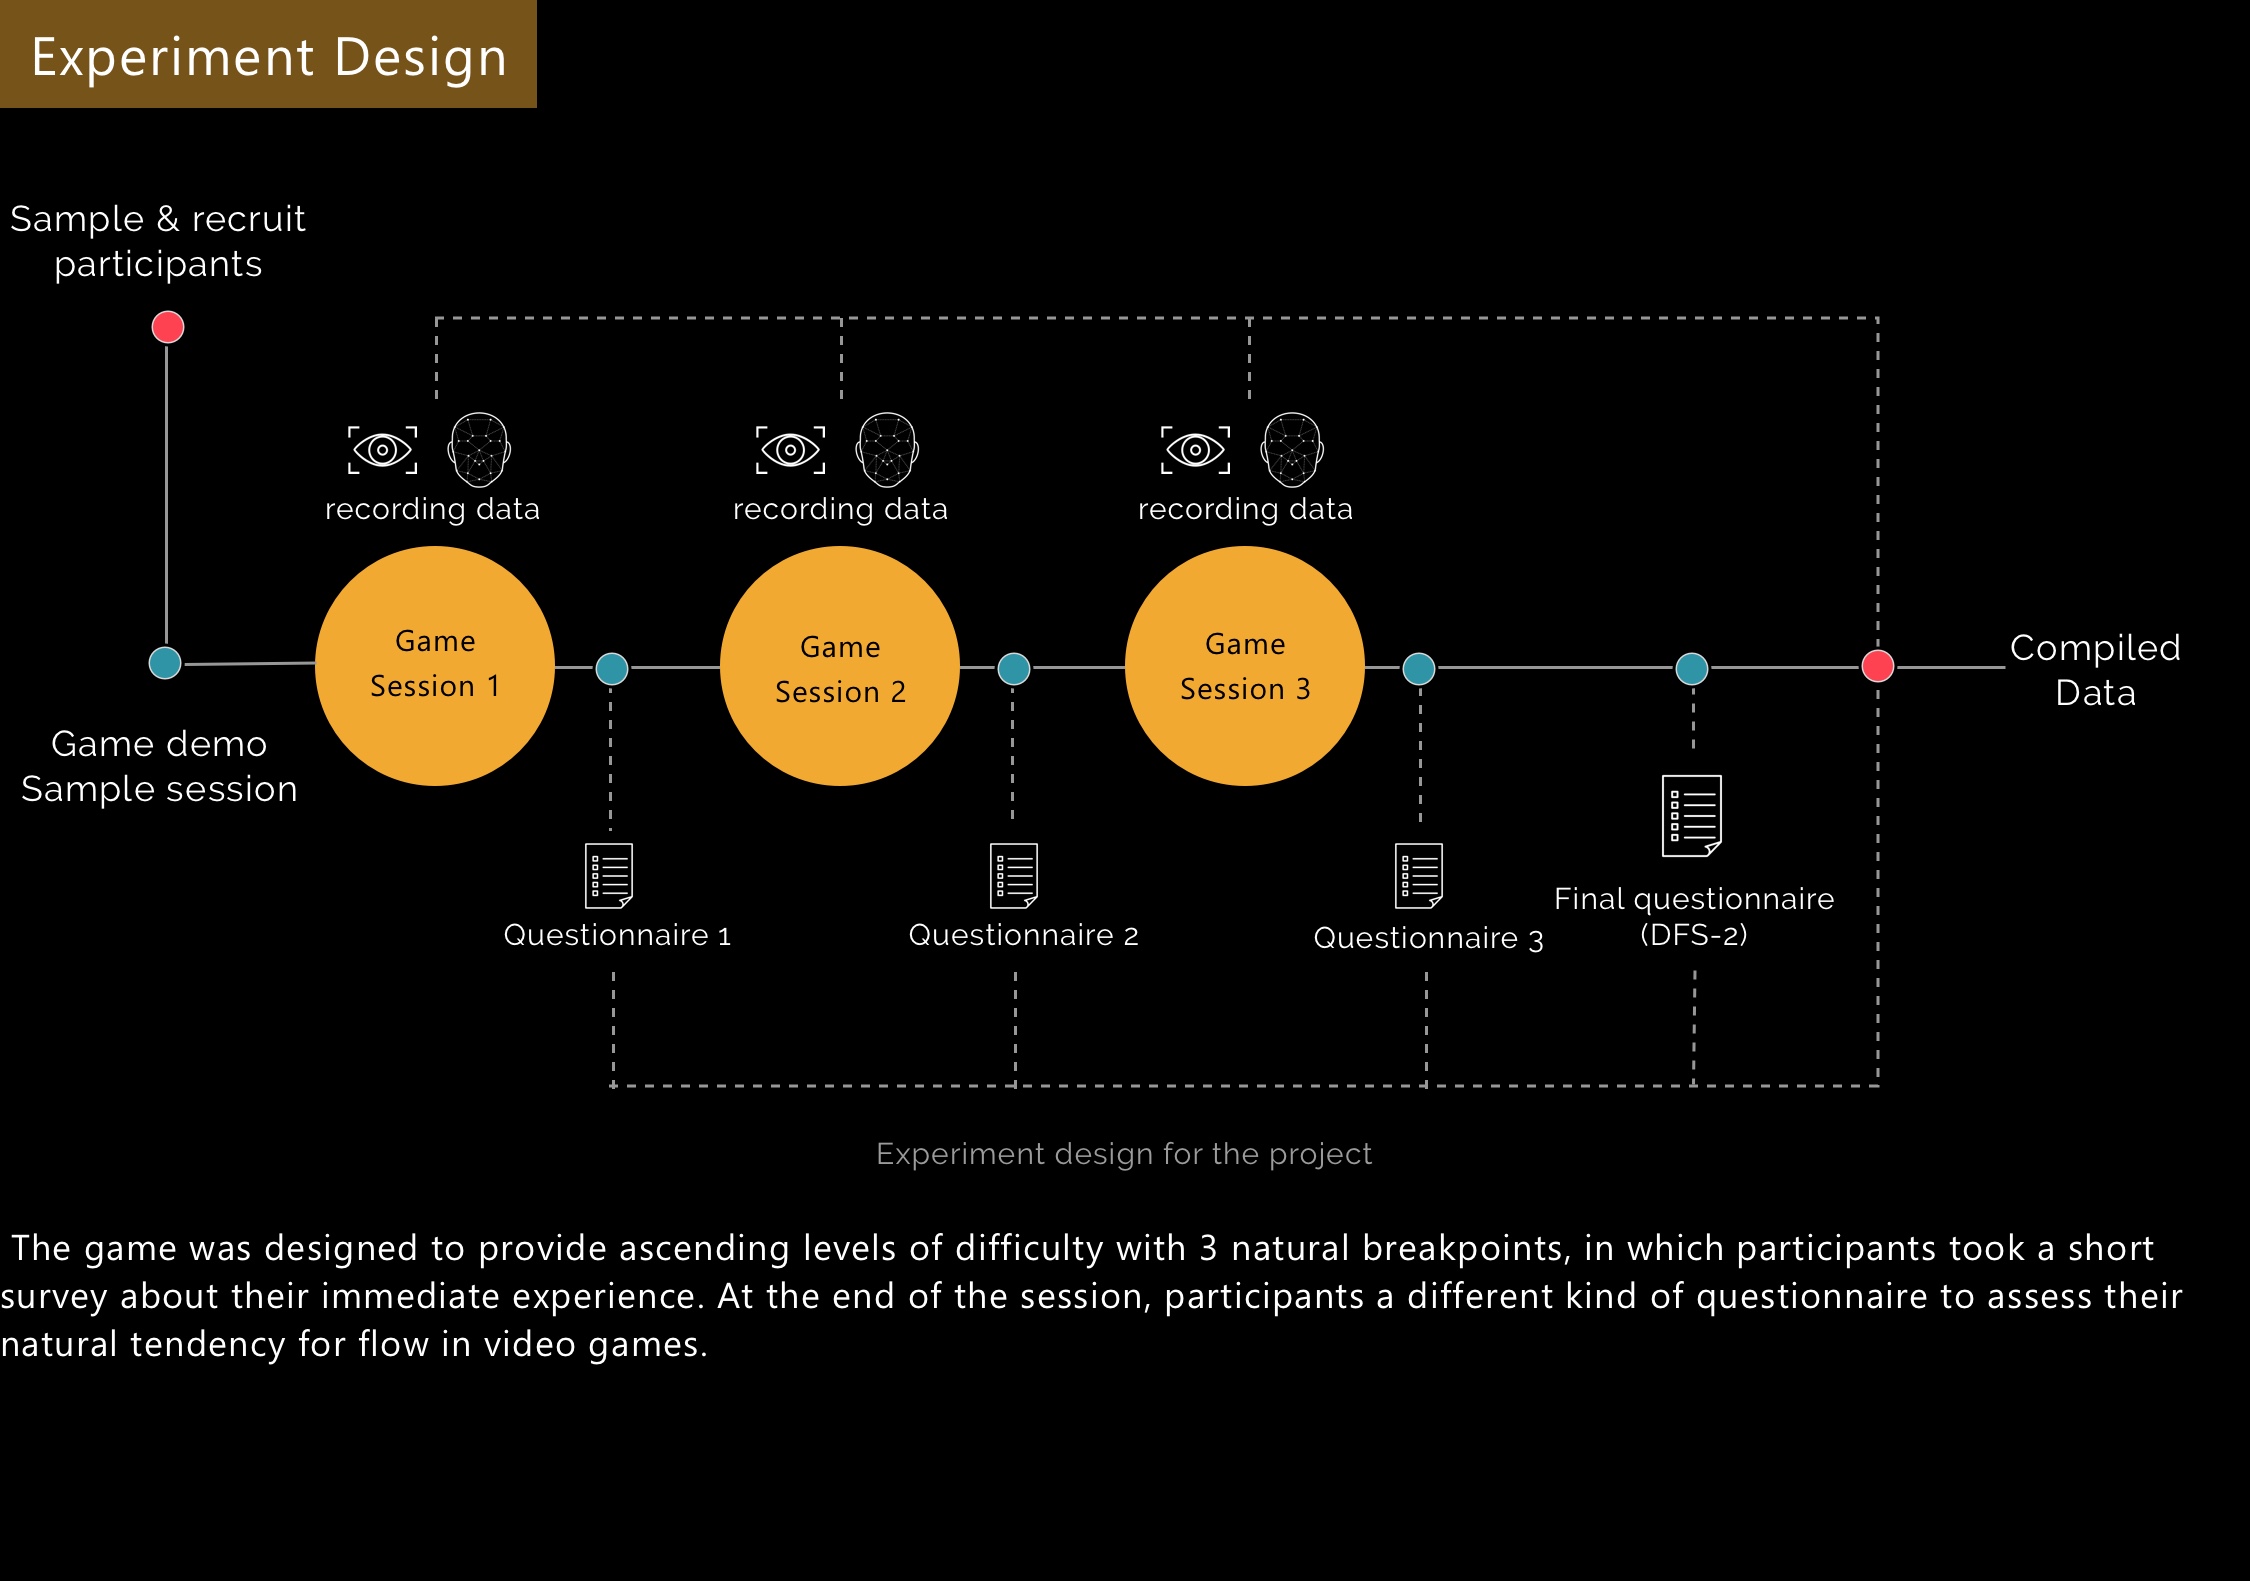 Experiment Design
Sample & recruit
participants
recording data
recording data
recording data
Game
Session 1
Game
Session 2
Game
Session 3
Compiled
Data
Game demo
Sample session
Questionnaire 1
Questionnaire 2
Questionnaire 3
Final questionnaire
(DFS-2)
Experiment design for the project
The game was designed to provide ascending levels of difficulty with 3 natural breakpoints, in which participants took a short
survey about their immediate experience. At the end of the session, participants a different kind of questionnaire to assess their
natural tendency for flow in video games.